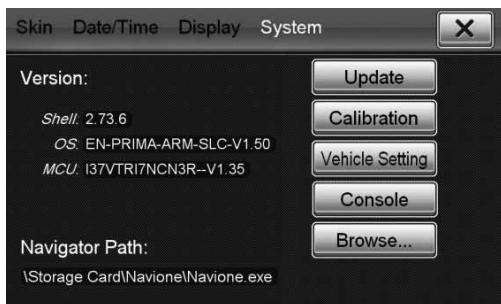 Skin Date/Time Display System X
Version:
Shell: 2.73.6
OS: EN-PRIMA-ARM-SLC-V1.50
MCU: I37VTRI7NCN3R--V1.35
Navigator Path:
\Storage Card\Navione\Navione.exe
Update
Calibration
Vehicle Setting
Console
Browse...